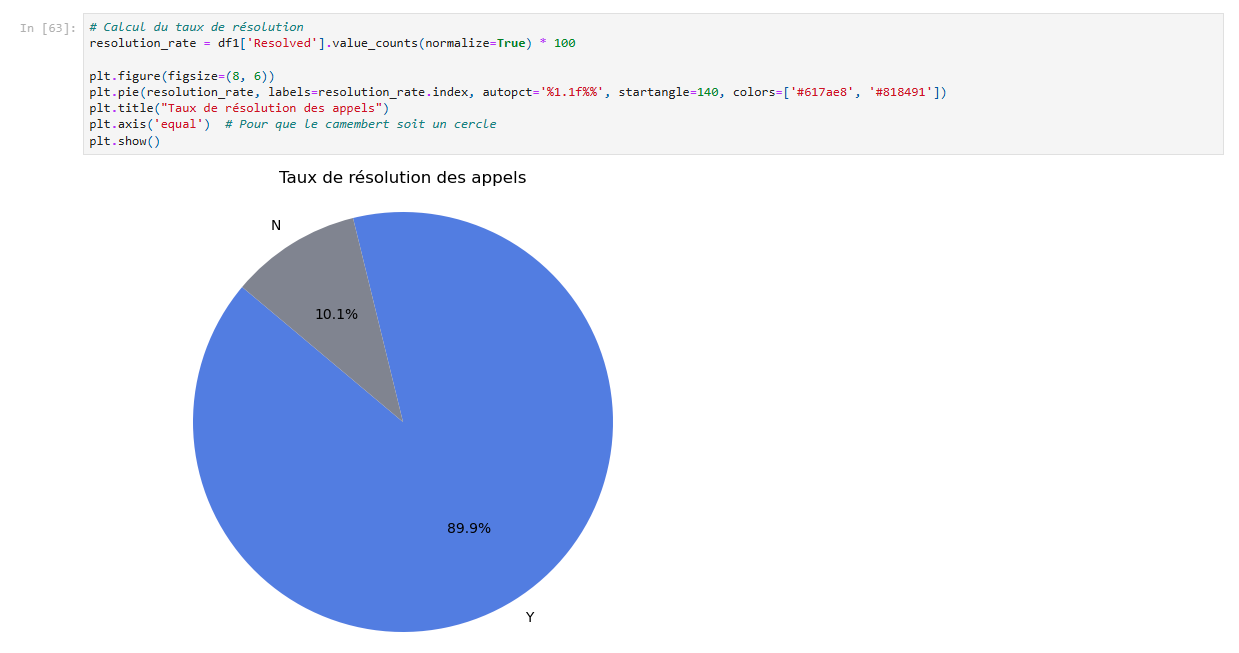 In [63]:
# Calcul du taux de résolution
resolution_rate = df1['Resolved'].value_counts(normalize=True) * 100
plt.figure(figsize=(8, 6))
plt.pie(resolution_rate, labels=resolution_rate.index, autopct='%1.1f%%', startangle=140, colors=['#617ae8', '#818491'])
plt.title("Taux de résolution des appels")
plt.axis('equal')  # Pour que le camembert soit un cercle
plt.show()
Taux de résolution des appels
N
10.1%
89.9%
Y